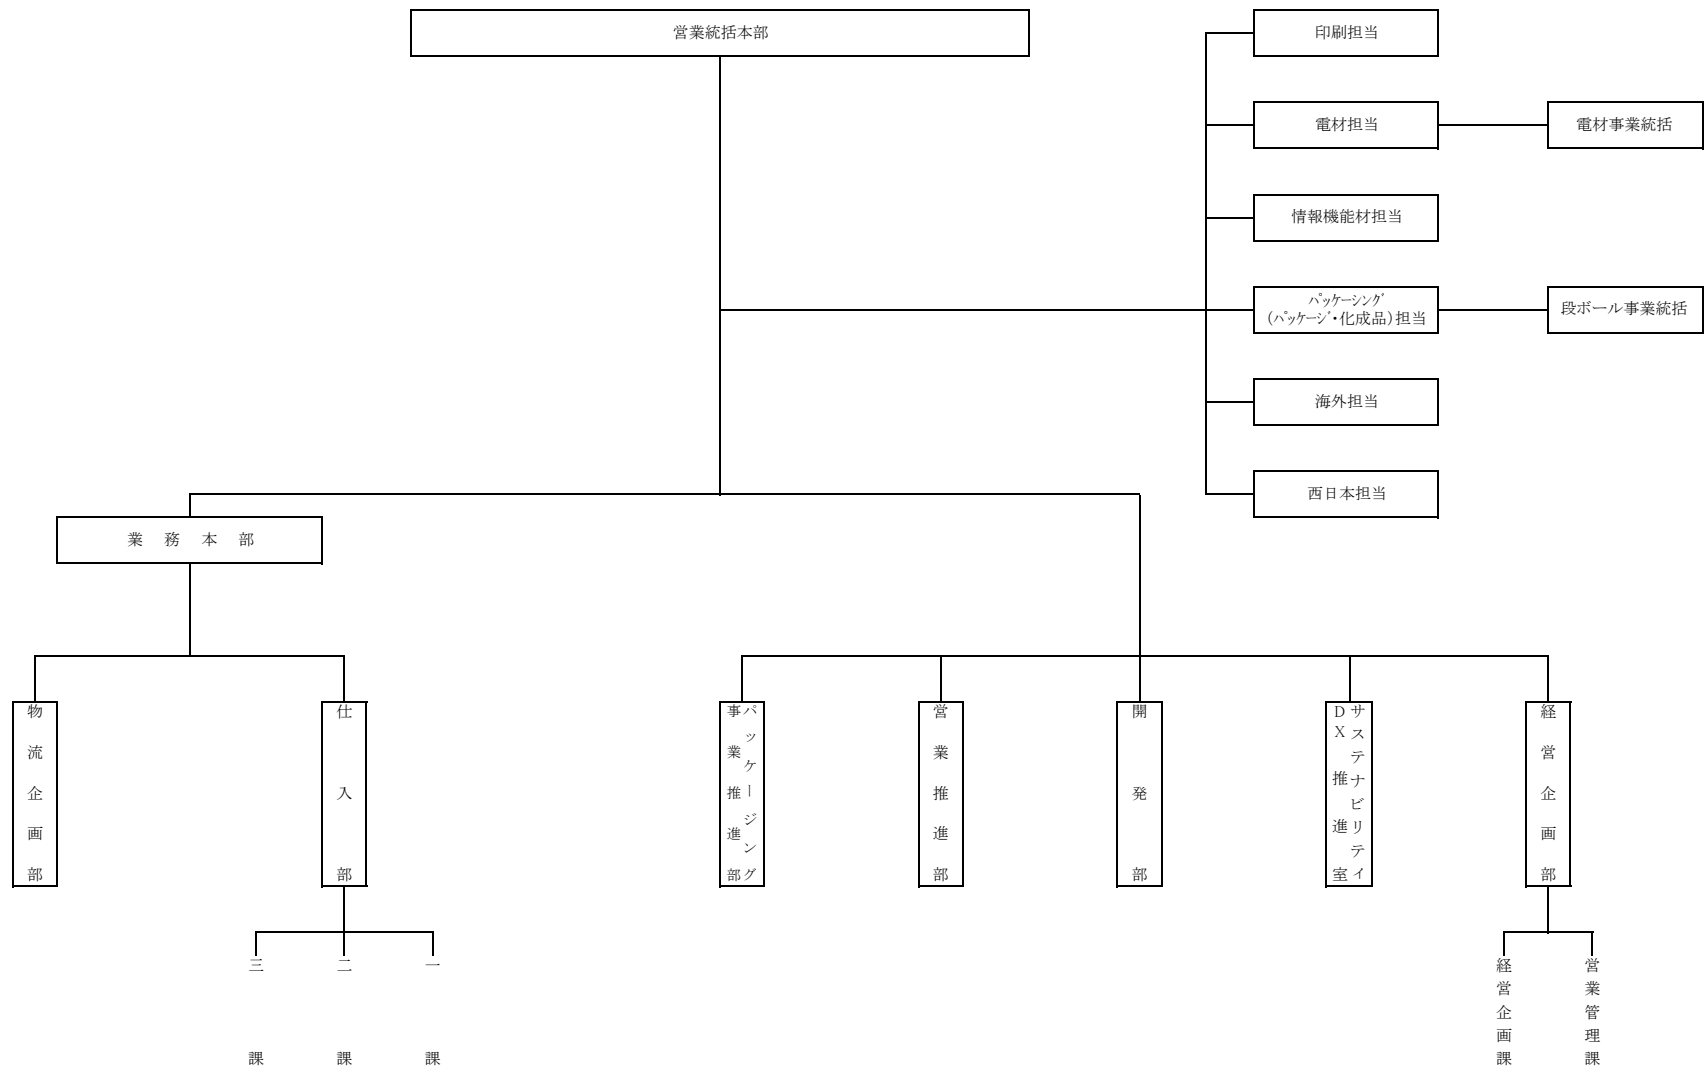 営業統括本部
印刷担当
電材担当
電材事業統括
情報機能材担当
パッケーシング
(パッケージ・化成品)担当
段ボール事業統括
海外担当
西日本担当
業務本部
物流企画部
仕入部
パッケージング
事業推進部
営業推進部
開発部
サステナビリティ
DX推進室
経営企画部
三課
二課
一課
経営企画課
営業管理課